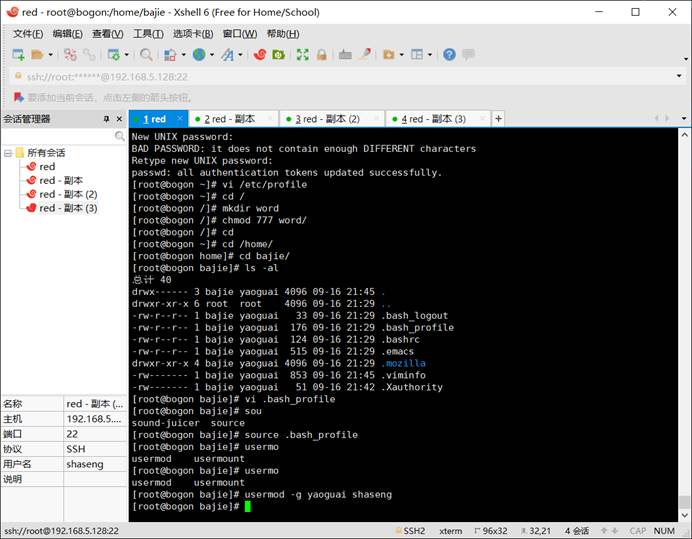 red - root@bogon:/home/bajie - Xshell 6 (Free for Home/School)
文件(F) 编辑(E) 查看(V) 工具(T) 选项卡(B) 窗口(W) 帮助(H)
ssh://root:******@192.168.5.128:22
要添加当前会话，点击左侧的箭头按钮。
会话管理器
1 red
2 red - 副本
3 red - 副本 (2)
4 red - 副本 (3)
所有会话
red
red - 副本
red - 副本 (2)
red - 副本 (3)
New UNIX password:
BAD PASSWORD: it does not contain enough DIFFERENT characters
Retype new UNIX password:
passwd: all authentication tokens updated successfully.
[root@bogon ~]# vi /etc/profile
[root@bogon ~]# cd /
[root@bogon /]# mkdir word
[root@bogon /]# chmod 777 word/
[root@bogon /]# cd
[root@bogon ~]# cd /home/
[root@bogon home]# cd bajie/
[root@bogon bajie]# ls -al
总计 40
drwx------ 3 bajie yaoguai 4096 09-16 21:45 .
drwxr-xr-x 6 root  root    4096 09-16 21:29 ..
-rw-r--r-- 1 bajie yaoguai   33 09-16 21:29 .bash_logout
-rw-r--r-- 1 bajie yaoguai  176 09-16 21:29 .bash_profile
-rw-r--r-- 1 bajie yaoguai  124 09-16 21:29 .bashrc
-rw-r--r-- 1 bajie yaoguai  515 09-16 21:29 .emacs
drwxr-xr-x 4 bajie yaoguai 4096 09-16 21:29 .mozilla
-rw------- 1 bajie yaoguai  853 09-16 21:45 .viminfo
-rw------- 1 bajie yaoguai   51 09-16 21:42 .Xauthority
[root@bogon bajie]# vi .bash_profile
[root@bogon bajie]# sou
sound-juicer  source
[root@bogon bajie]# source .bash_profile
[root@bogon bajie]# usermo
usermod    usermount
[root@bogon bajie]# usermo
usermod    usermount
[root@bogon bajie]# usermod -g yaoguai shaseng
[root@bogon bajie]#
名称 red - 副本 (...
主机 192.168.5....
端口 22
协议 SSH
用户名 shaseng
说明
ssh://root@192.168.5.128:22 SSH2 xterm 96x32 32,21 4 会话 CAP NUM